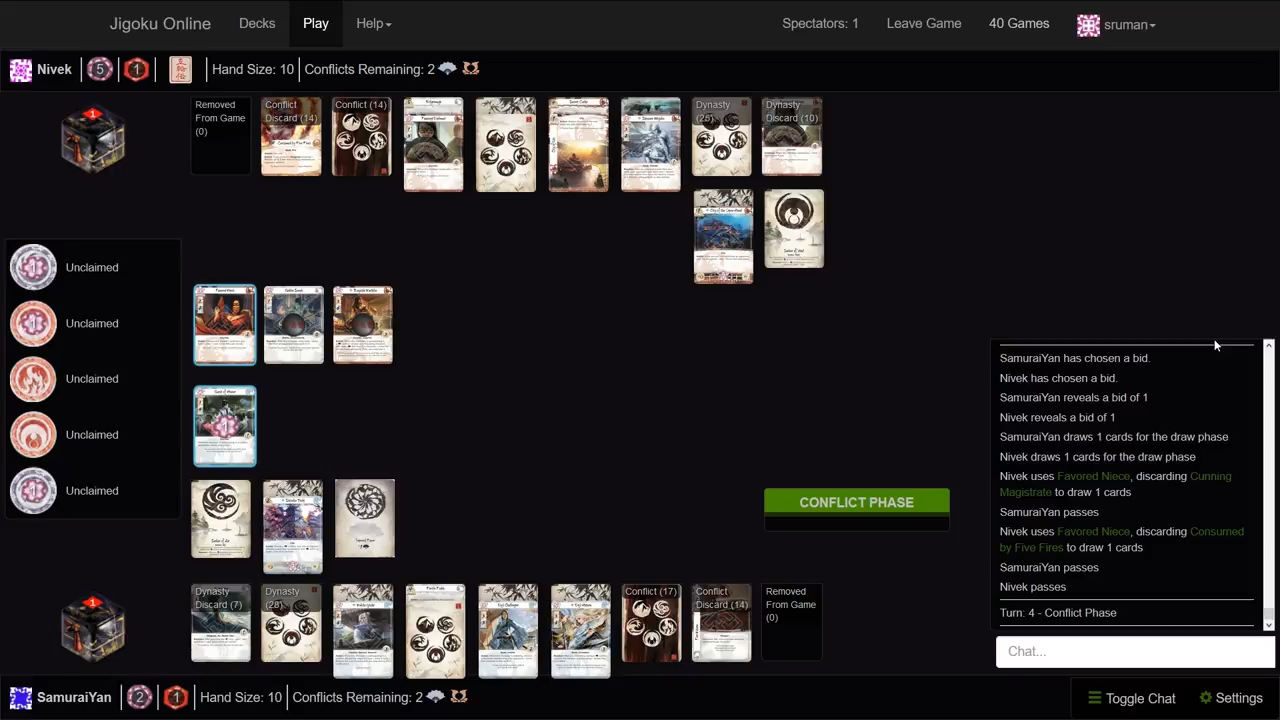 Jigoku Online Decks Play Help Spectators: 1 Leave Game 40 Games sruman
Nivek 5 1 Hand Size: 10 Conflicts Remaining: 2
1
Removed From Game (0)
Conflict Discard (14)
Conflict (14)
Dynasty
Dynasty Discard (10)
Unclaimed
Unclaimed
Unclaimed
Unclaimed
Unclaimed
SamuraiYan has chosen a bid.
Nivek has chosen a bid.
SamuraiYan reveals a bid of 1
Nivek reveals a bid of 1
SamuraiYan draws 1 cards for the draw phase
Nivek draws 1 cards for the draw phase
Nivek uses Favored Niece, discarding Cunning
Magistrate to draw 1 cards
SamuraiYan passes
Nivek uses Favored Niece, discarding Consumed
by Five Fires to draw 1 cards
SamuraiYan passes
Nivek passes
Turn: 4 - Conflict Phase
Chat...
CONFLICT PHASE
1
Dynasty Discard (7)
Dynasty (28)
Conflict (17)
Conflict Discard (14)
Removed From Game (0)
SamuraiYan 2 1 Hand Size: 10 Conflicts Remaining: 2
Toggle Chat Settings